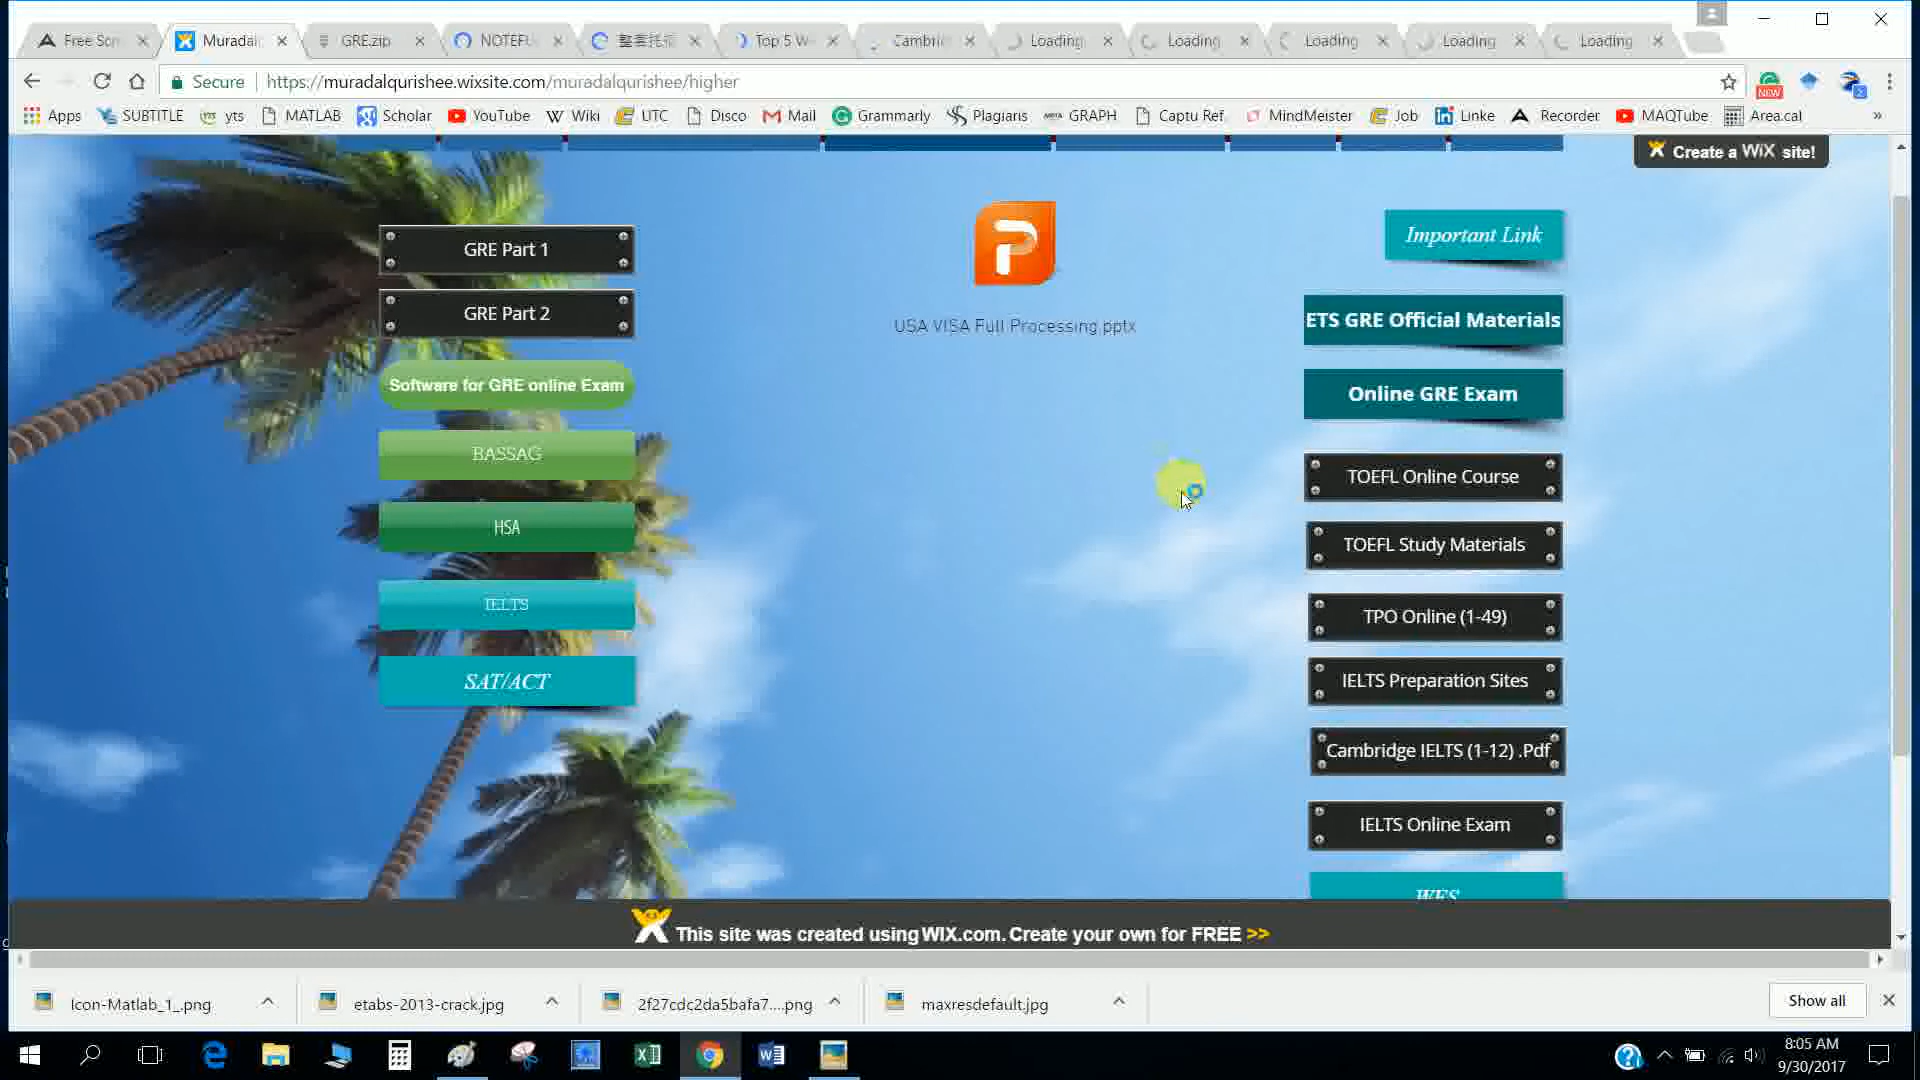 Free Scr
Muradal
GRE.zip
NOTEFU
Top 5 W
Cambri
Loading
Loading
Loading
Loading
Loading
Secure
https://muradalqurishee.wixsite.com/muradalqurishee/higher
NEW
2
Apps
SUBTITLE
yts
MATLAB
Scholar
YouTube
Wiki
UTC
Disco
Mail
Grammarly
Plagiaris
GRAPH
Captu Ref.
MindMeister
Job
Linke
Recorder
MAQTube
Area.cal
»
Create a WiX site!
GRE Part 1
GRE Part 2
Software for GRE online Exam
BASSAG
HSA
IELTS
SAT/ACT
USA VISA Full Processing.pptx
Important Link
ETS GRE Official Materials
Online GRE Exam
TOEFL Online Course
TOEFL Study Materials
TPO Online (1-49)
IELTS Preparation Sites
Cambridge IELTS (1-12) .Pdf
IELTS Online Exam
WES
This site was created using WIX.com. Create your own for FREE >>
Icon-Matlab_1_.png
etabs-2013-crack.jpg
2f27cdc2da5bafa7....png
maxresdefault.jpg
Show all
8:05 AM
9/30/2017